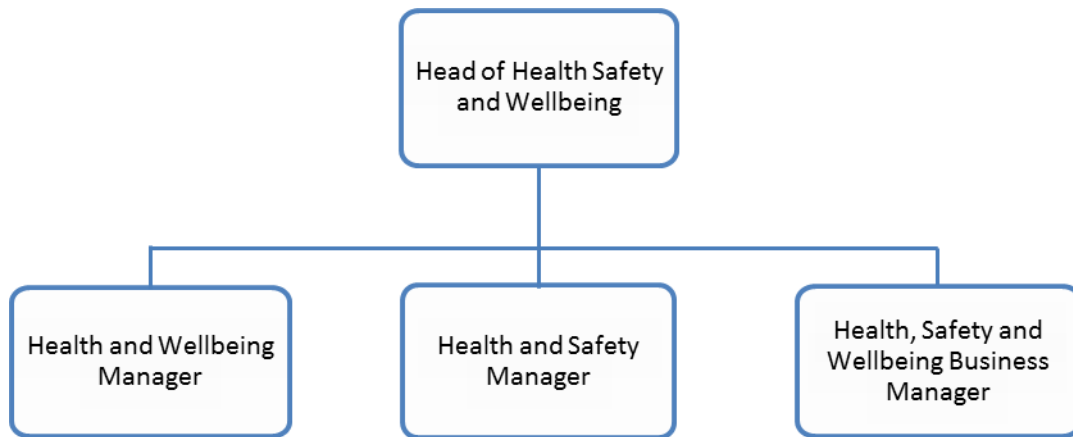 Head of Health Safety
and Wellbeing
Health and Wellbeing
Manager
Health and Safety
Manager
Health, Safety and
Wellbeing Business
Manager